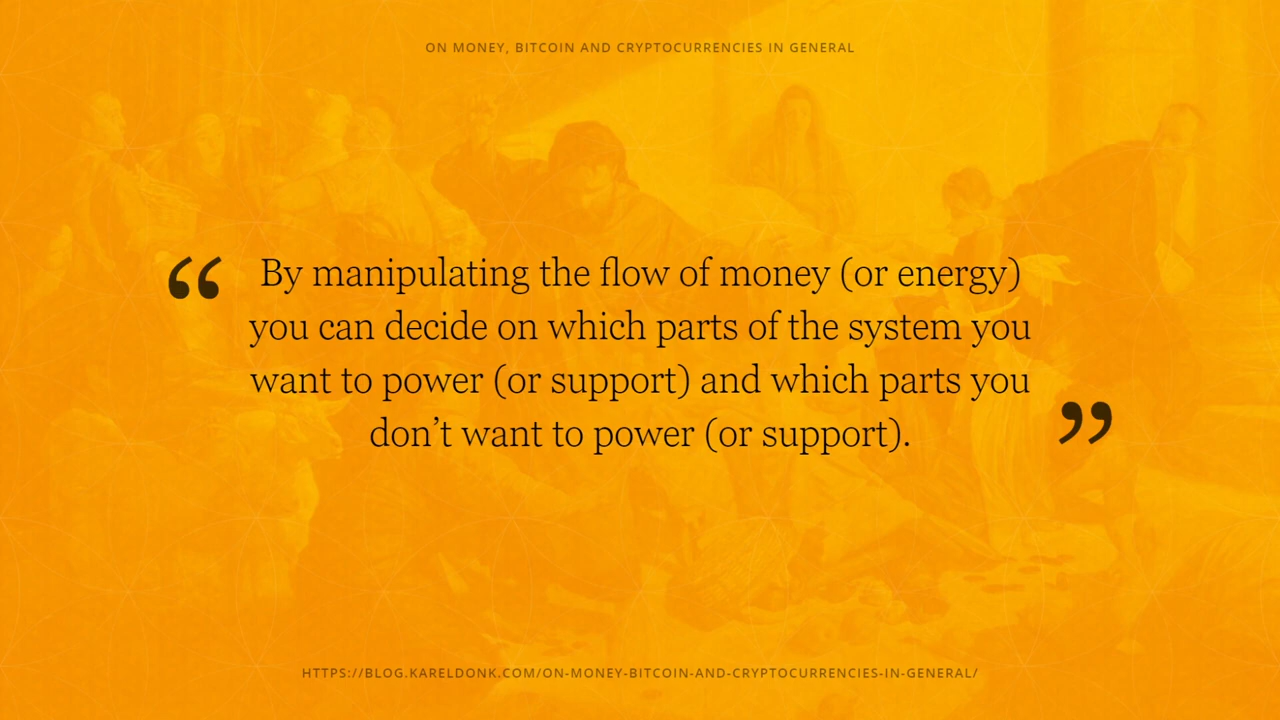 ON MONEY, BITCOIN AND CRYPTOCURRENCIES IN GENERAL
“ By manipulating the flow of money (or energy)
you can decide on which parts of the system you
want to power (or support) and which parts you
don’t want to power (or support). ”
HTTPS://BLOG.KARELDONK.COM/ON-MONEY-BITCOIN-AND-CRYPTOCURRENCIES-IN-GENERAL/